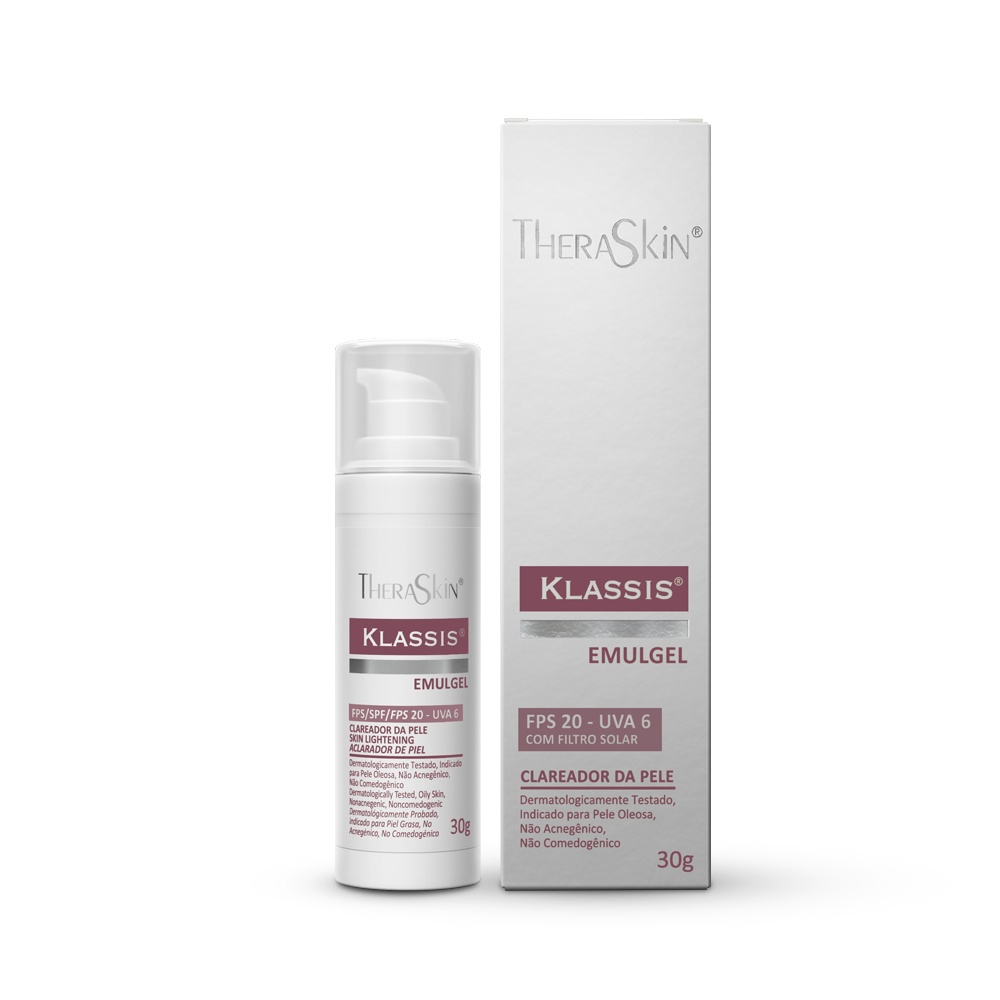 THERASKIN®
KLASSIS®
EMULGEL
FPS/SPF/FPS 20 - UVA 6
CLAREADOR DA PELE
SKIN LIGHTENING
ACLARADOR DE PIEL
Dermatologicamente Testado, Indicado
para Pele Oleosa, Não Acnegênico,
Não Comedogênico
Dermatologically Tested, Oily Skin,
Nonacnegenic, Noncomedogenic
Dermatológicamente Probado,
Indicado para Piel Grasa, No
Acnegénico, No Comedogénico
30g
THERASKIN®
KLASSIS®
EMULGEL
FPS 20 - UVA 6
COM FILTRO SOLAR
CLAREADOR DA PELE
Dermatologicamente Testado,
Indicado para Pele Oleosa,
Não Acnegênico,
Não Comedogênico
30g